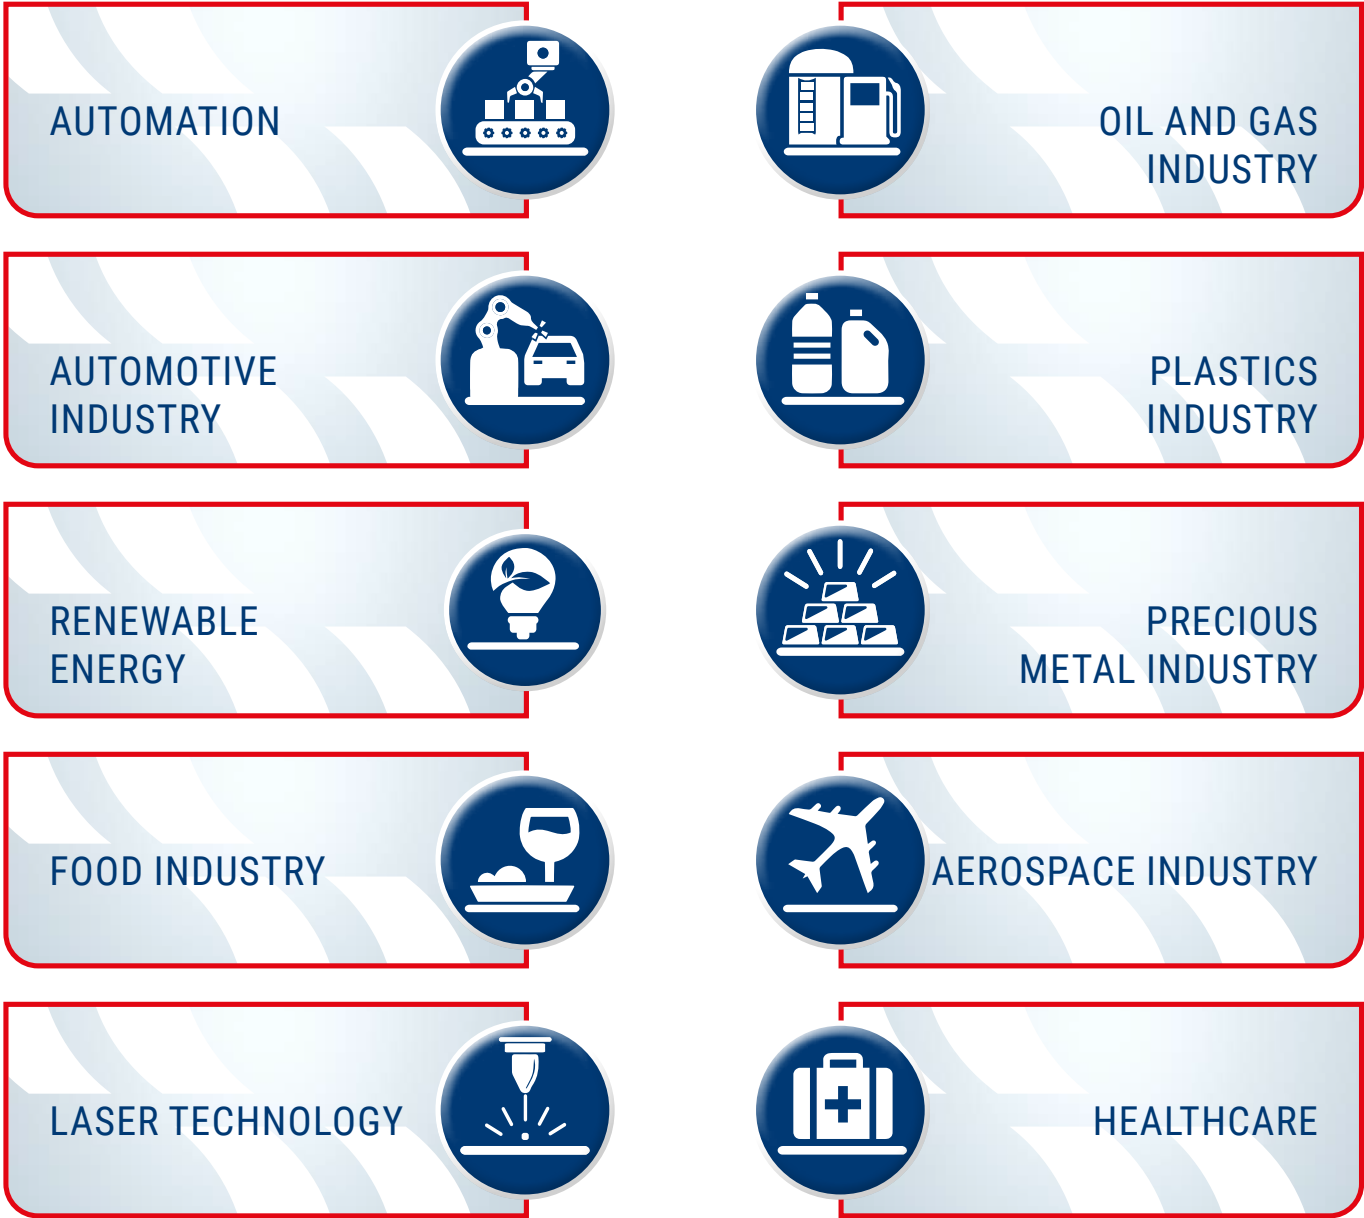 AUTOMATION
OIL AND GAS
INDUSTRY
AUTOMOTIVE
INDUSTRY
PLASTICS
INDUSTRY
RENEWABLE
ENERGY
PRECIOUS
METAL INDUSTRY
FOOD INDUSTRY
AEROSPACE INDUSTRY
LASER TECHNOLOGY
HEALTHCARE